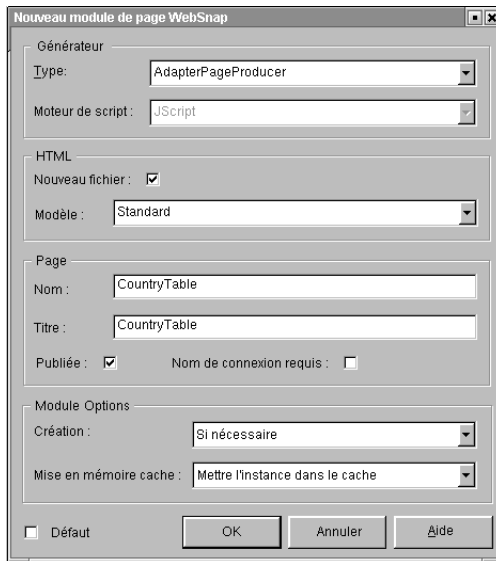 Nouveau module de page WebSnap
Générateur
Type: AdapterPageProducer
Moteur de script : JScript
HTML
Nouveau fichier :
Modèle : Standard
Page
Nom : CountryTable
Titre : CountryTable
Publiée : Nom de connexion requis :
Module Options
Création : Si nécessaire
Mise en mémoire cache : Mettre l'instance dans le cache
Défaut OK Annuler Aide